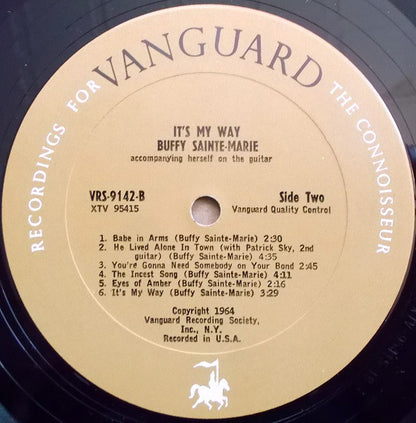 RECORDINGS FOR VANGUARD THE CONNOISSEUR
IT'S MY WAY
BUFFY SAINTE-MARIE
accompanying herself on the guitar
VRS-9142-B Side Two
XTV 95415 Vanguard Quality Control
1. Babe in Arms (Buffy Sainte-Marie) 2:30
2. He Lived Alone In Town (with Patrick Sky, 2nd
guitar) (Buffy Sainte-Marie) 4:35
3. You're Gonna Need Somebody on Your Bond 2:45
4. The Incest Song (Buffy Sainte-Marie) 4:11
5. Eyes of Amber (Buffy Sainte-Marie) 2:16
6. It's My Way (Buffy Sainte-Marie) 3:29
Copyright 1964
Vanguard Recording Society,
Inc., N.Y.
Recorded in U.S.A.